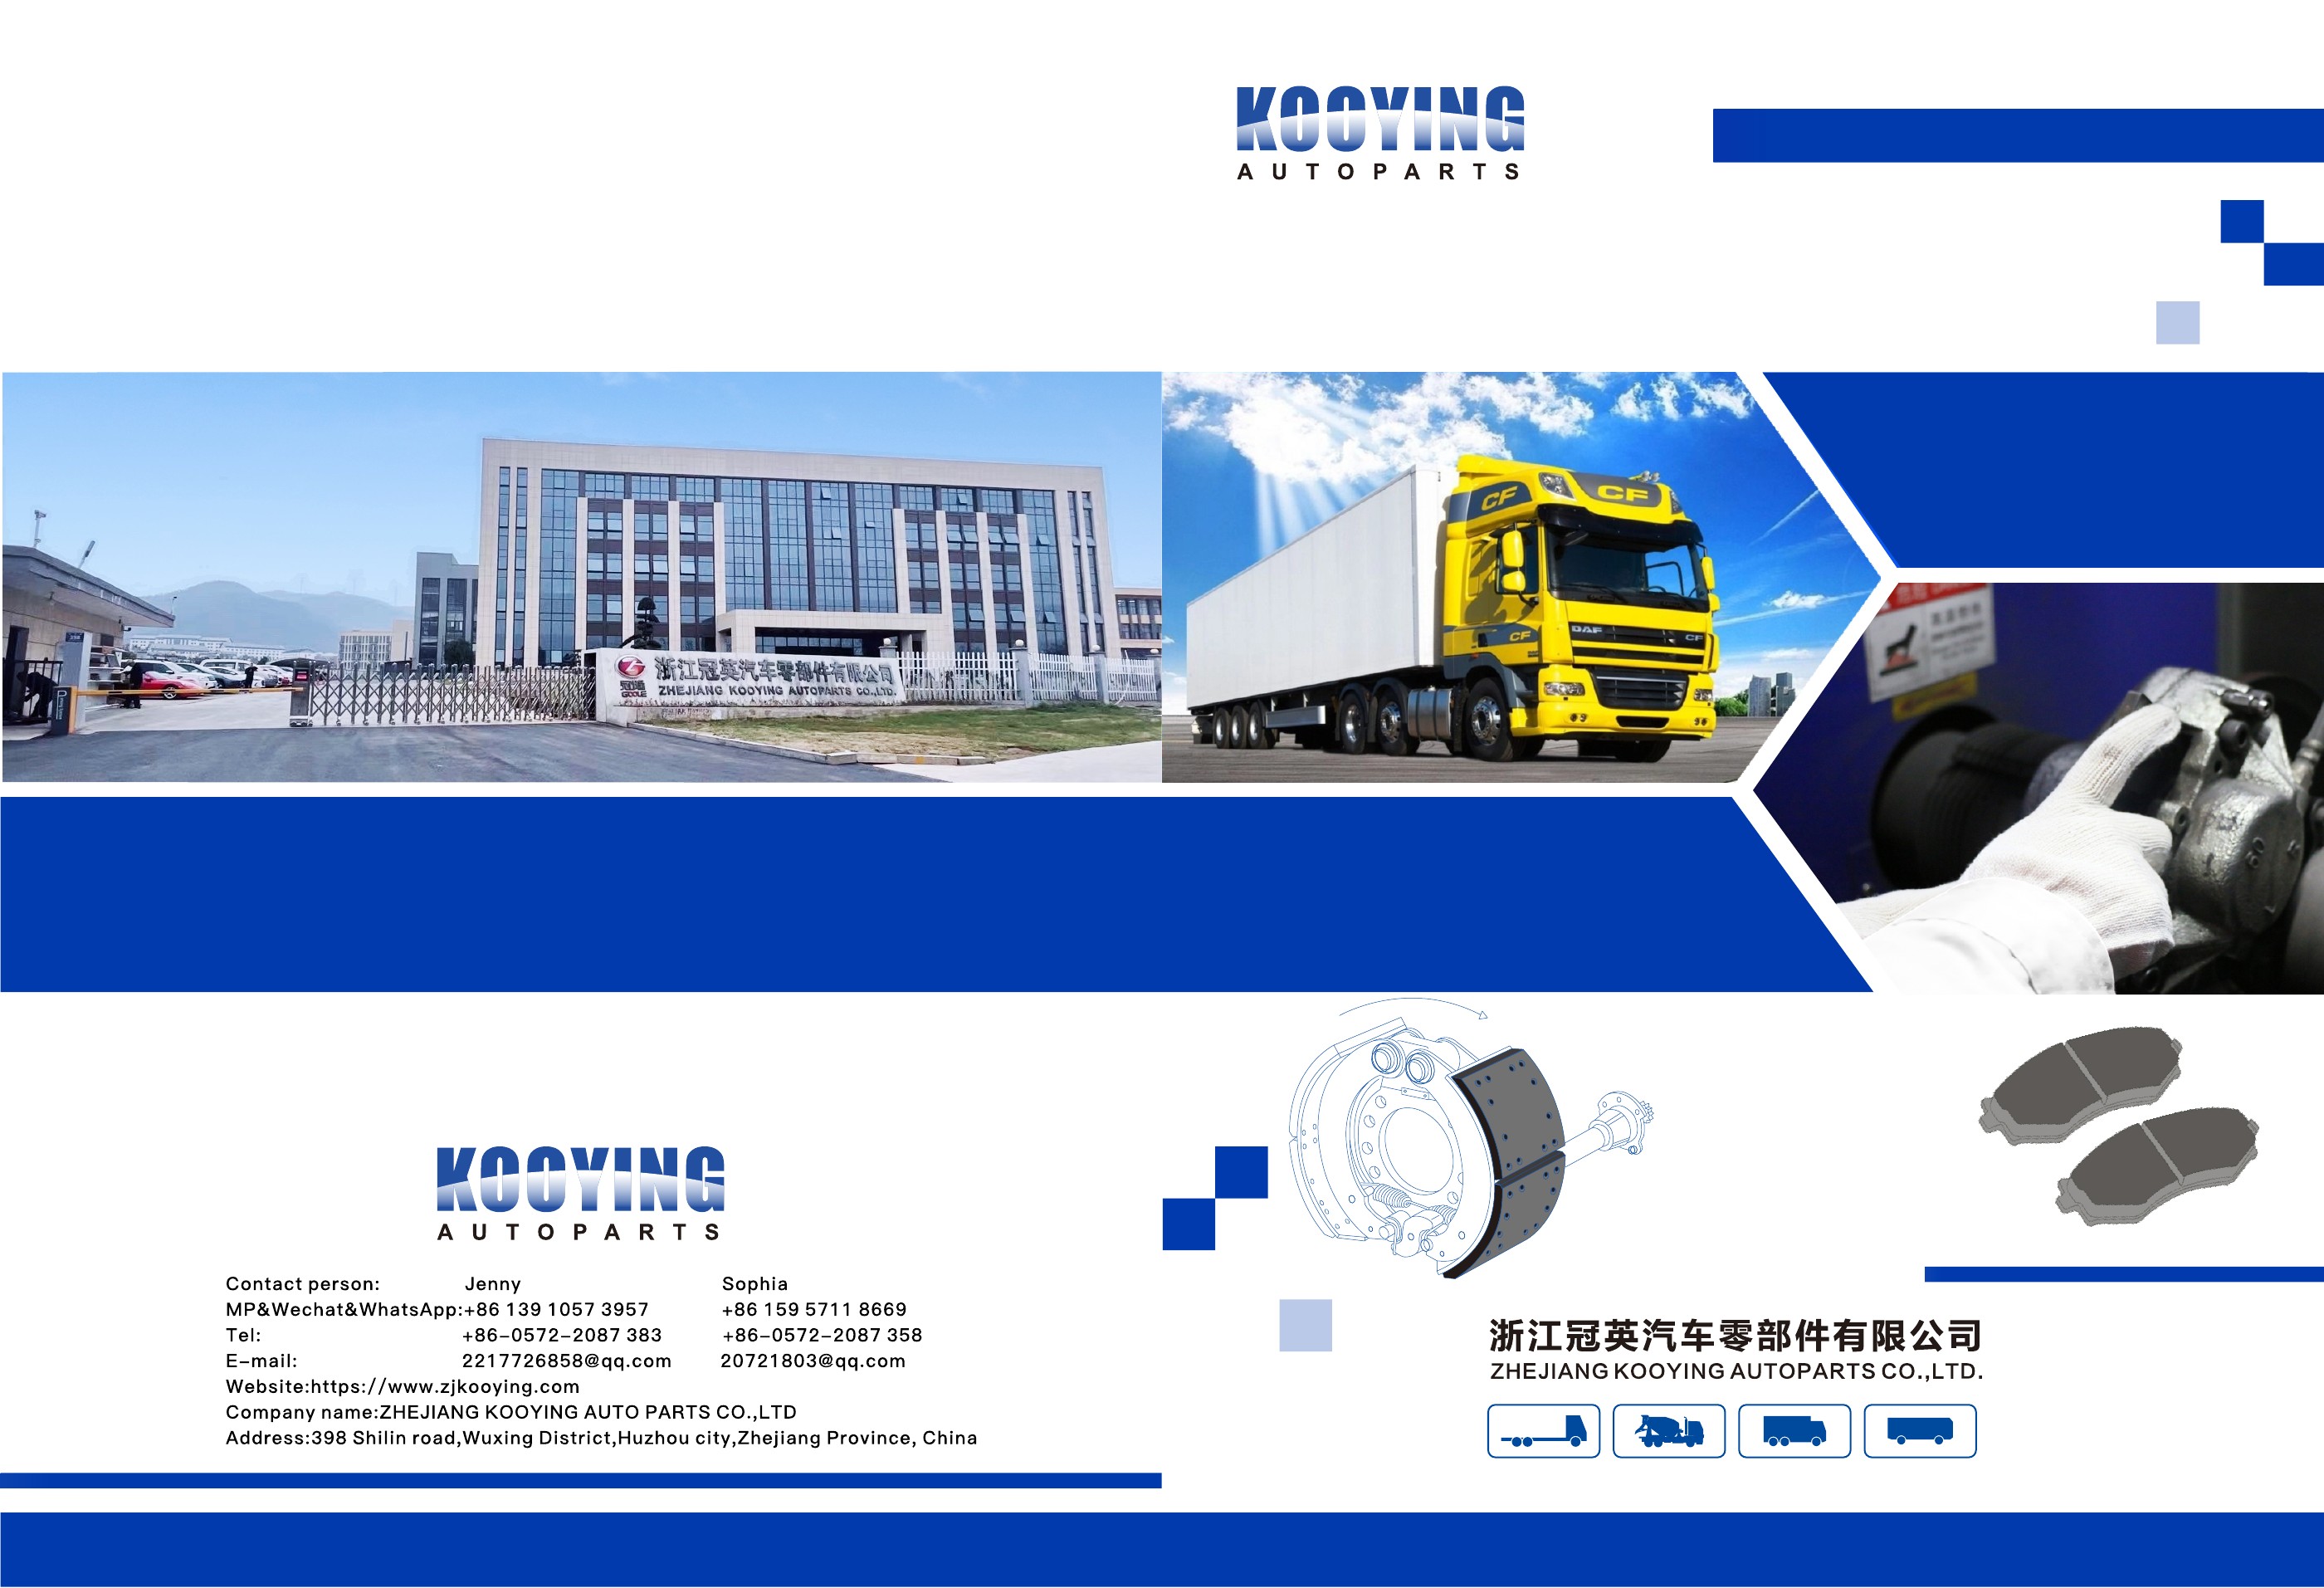 KOOYING
AUTOPARTS
CF
CF
CF
DAF
CF
浙江冠英汽车零部件有限公司
ZHEJIANG KOOYING AUTOPARTS CO.,LTD.
KOOYING
AUTOPARTS
Contact person: Jenny Sophia
MP&Wechat&WhatsApp:+86 139 1057 3957 +86 159 5711 8669
Tel: +86-0572-2087 383 +86-0572-2087 358
E-mail: 2217726858@qq.com 20721803@qq.com
Website:https://www.zjkooying.com
Company name:ZHEJIANG KOOYING AUTO PARTS CO.,LTD
Address:398 Shilin road,Wuxing District,Huzhou city,Zhejiang Province, China
浙江冠英汽车零部件有限公司
ZHEJIANG KOOYING AUTOPARTS CO.,LTD.